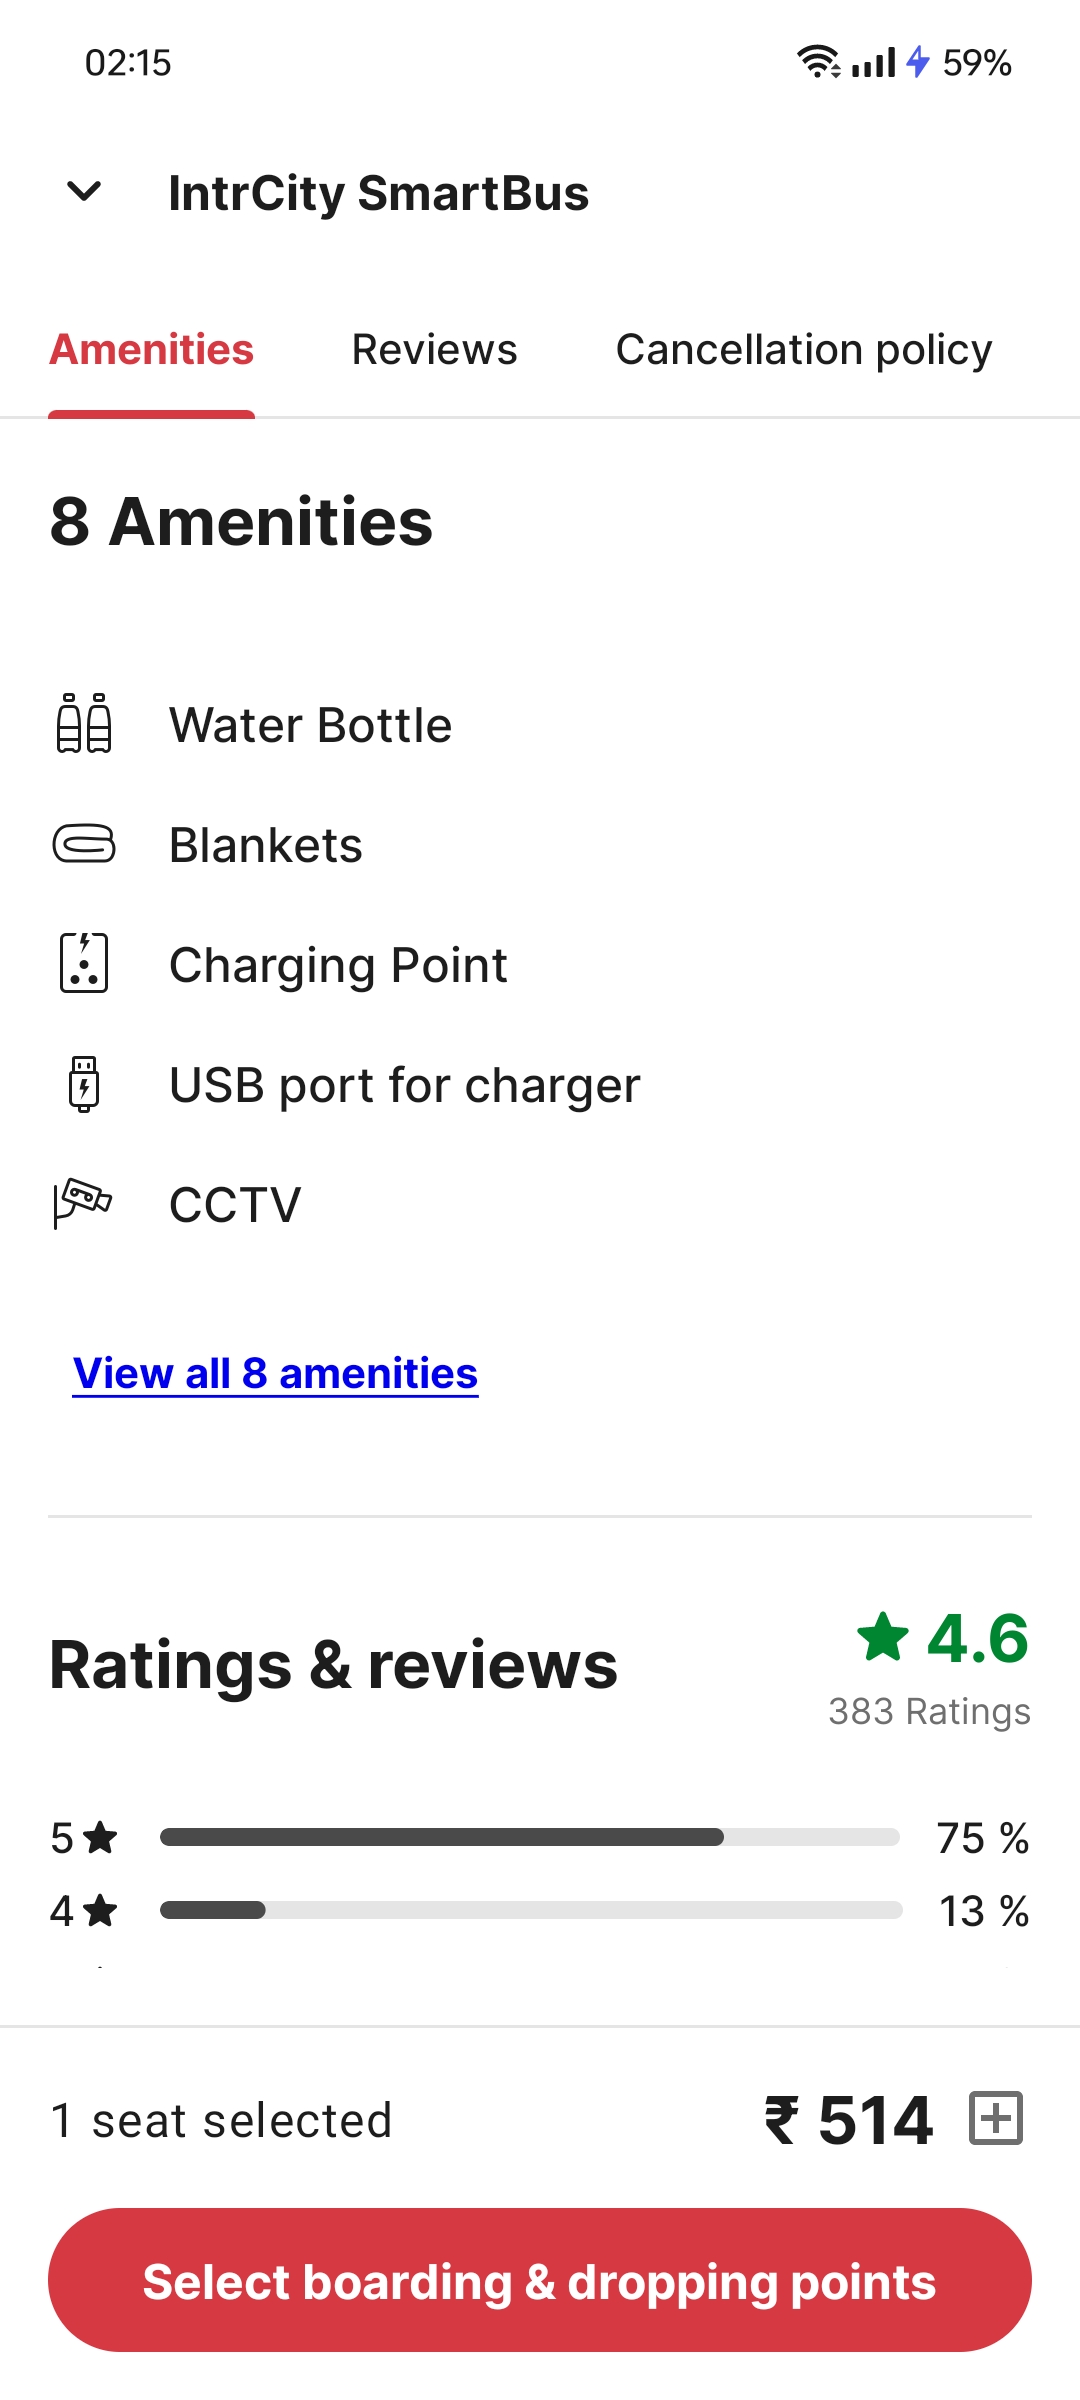 02:15 59%
IntrCity SmartBus
Amenities Reviews Cancellation policy
8 Amenities
Water Bottle
Blankets
Charging Point
USB port for charger
CCTV
View all 8 amenities
Ratings & reviews
4.6
383 Ratings
5 75 %
4 13 %
1 seat selected ₹ 514
Select boarding & dropping points